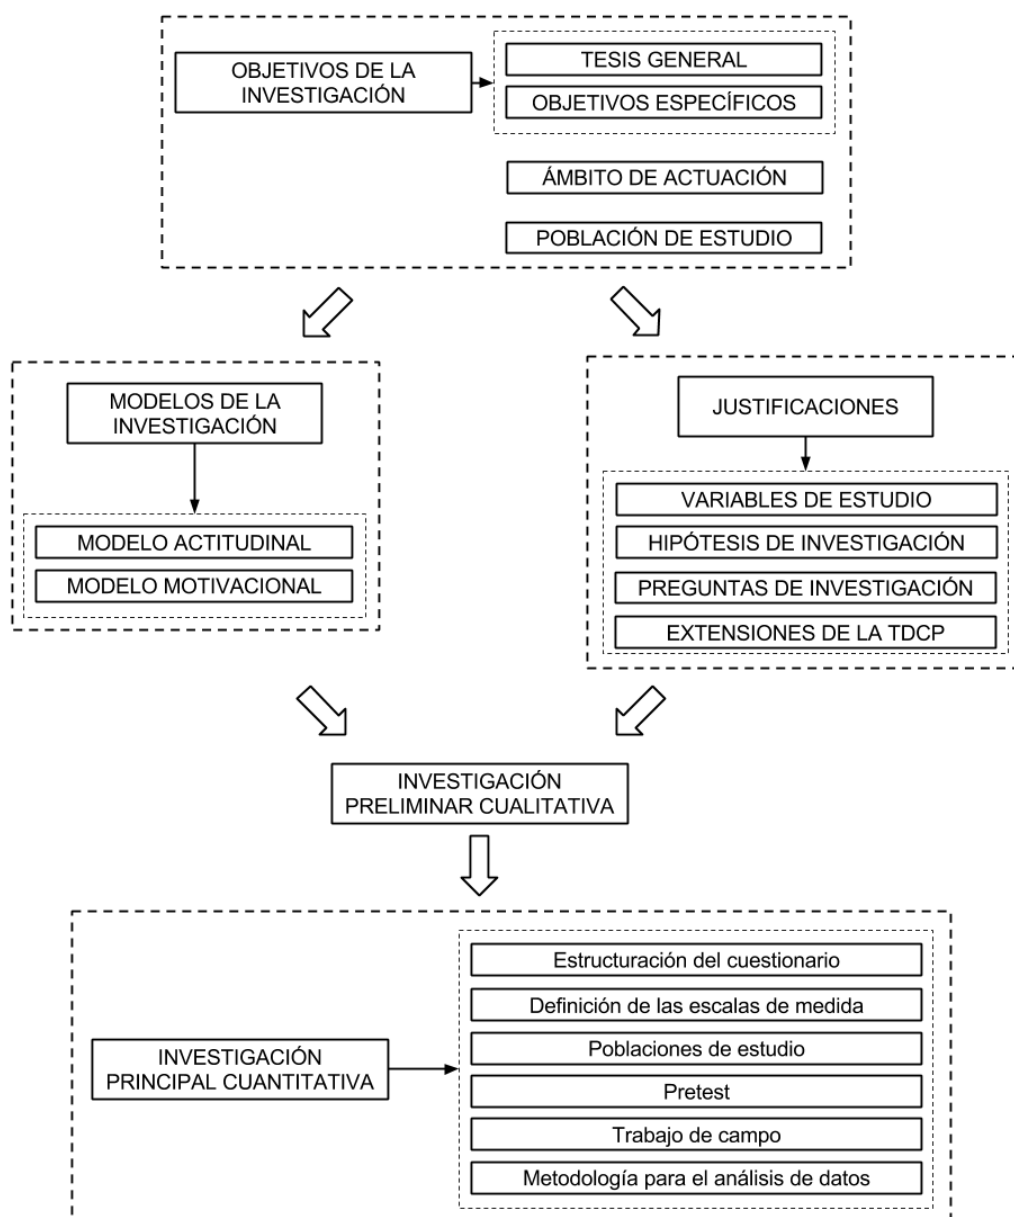 OBJETIVOS DE LA
INVESTIGACIÓN
TESIS GENERAL
OBJETIVOS ESPECÍFICOS
ÁMBITO DE ACTUACIÓN
POBLACIÓN DE ESTUDIO
MODELOS DE LA
INVESTIGACIÓN
MODELO ACTITUDINAL
MODELO MOTIVACIONAL
JUSTIFICACIONES
VARIABLES DE ESTUDIO
HIPÓTESIS DE INVESTIGACIÓN
PREGUNTAS DE INVESTIGACIÓN
EXTENSIONES DE LA TDCP
INVESTIGACIÓN
PRELIMINAR CUALITATIVA
INVESTIGACIÓN
PRINCIPAL CUANTITATIVA
Estructuración del cuestionario
Definición de las escalas de medida
Poblaciones de estudio
Pretest
Trabajo de campo
Metodología para el análisis de datos